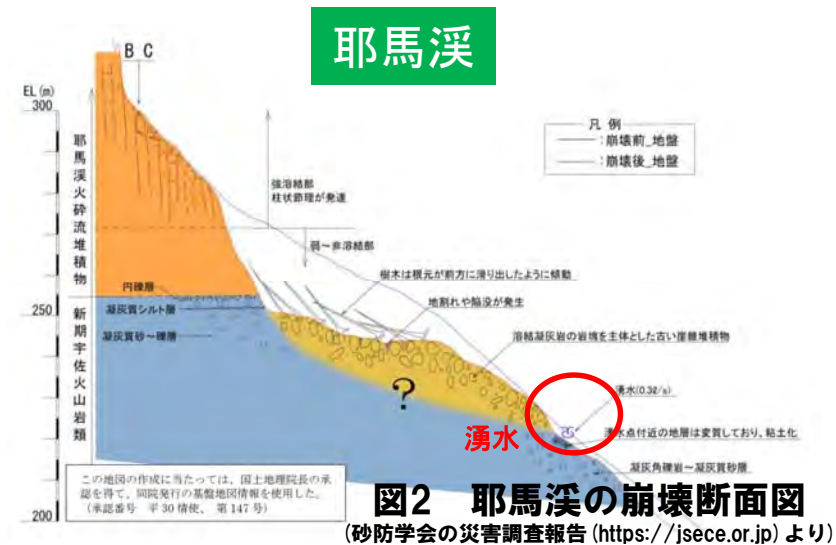 耶馬渓
B C
EL(m)
300
凡 例
:崩壊前_地盤
:崩壊後_地盤
耶馬渓火砕流堆積物
強溶結部
柱状節理が発達
弱~非溶結部
樹木は根元が前方に滑り出したように傾動
円礫層
地割れや陥没が発生
250
凝灰質シルト層
新期宇佐火山岩類
凝灰質砂~礫層
溶結凝灰岩の岩塊を主体とした古い崖錐堆積物
?
湧水(0.3ℓ/s)
湧水
湧水点付近の地層は変質しており、粘土化
凝灰角礫岩~凝灰質砂層
この地図の作成に当たっては、国土地理院長の承
認を得て、同院発行の基盤地図情報を使用した。
(承認番号 平30情使、 第147号)
200
図2 耶馬渓の崩壊断面図
(砂防学会の災害調査報告(https://jsece.or.jp)より)